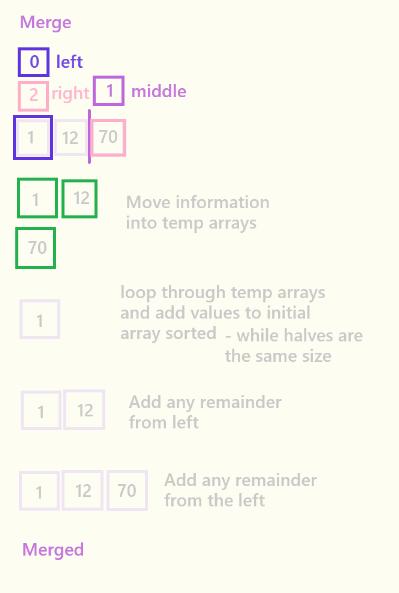 Merge
0 left
2 right 1 middle
1 12 70
1 12
70
Move information
into temp arrays
1
loop through temp arrays
and add values to initial
array sorted - while halves are
the same size
1 12
Add any remainder
from left
1 12 70
Add any remainder
from the left
Merged